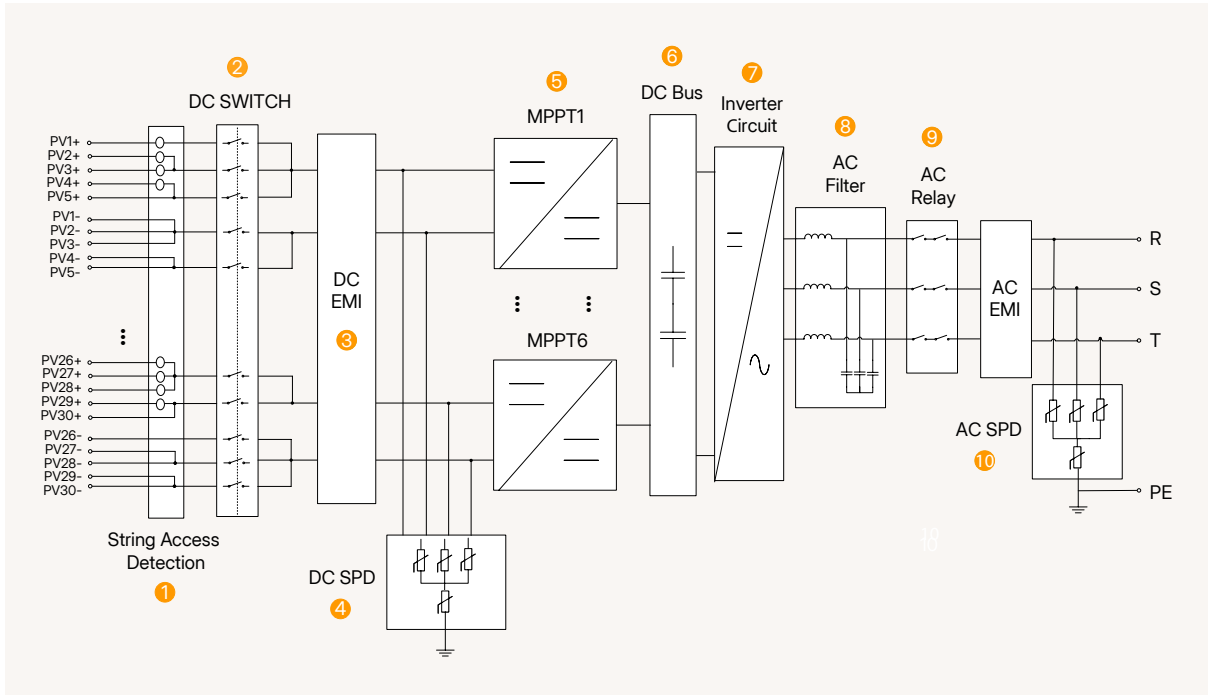 2
DC SWITCH
PV1+
PV2+
PV3+
PV4+
PV5+
PV1-
PV2-
PV3-
PV4-
PV5-
PV26+
PV27+
PV28+
PV29+
PV30+
PV26-
PV27-
PV28-
PV29-
PV30-
String Access
Detection
1
DC
EMI
3
DC SPD
4
5
MPPT1
MPPT6
6
DC Bus
7
Inverter
Circuit
8
AC
Filter
9
AC
Relay
AC
EMI
R
S
T
AC SPD
10
PE